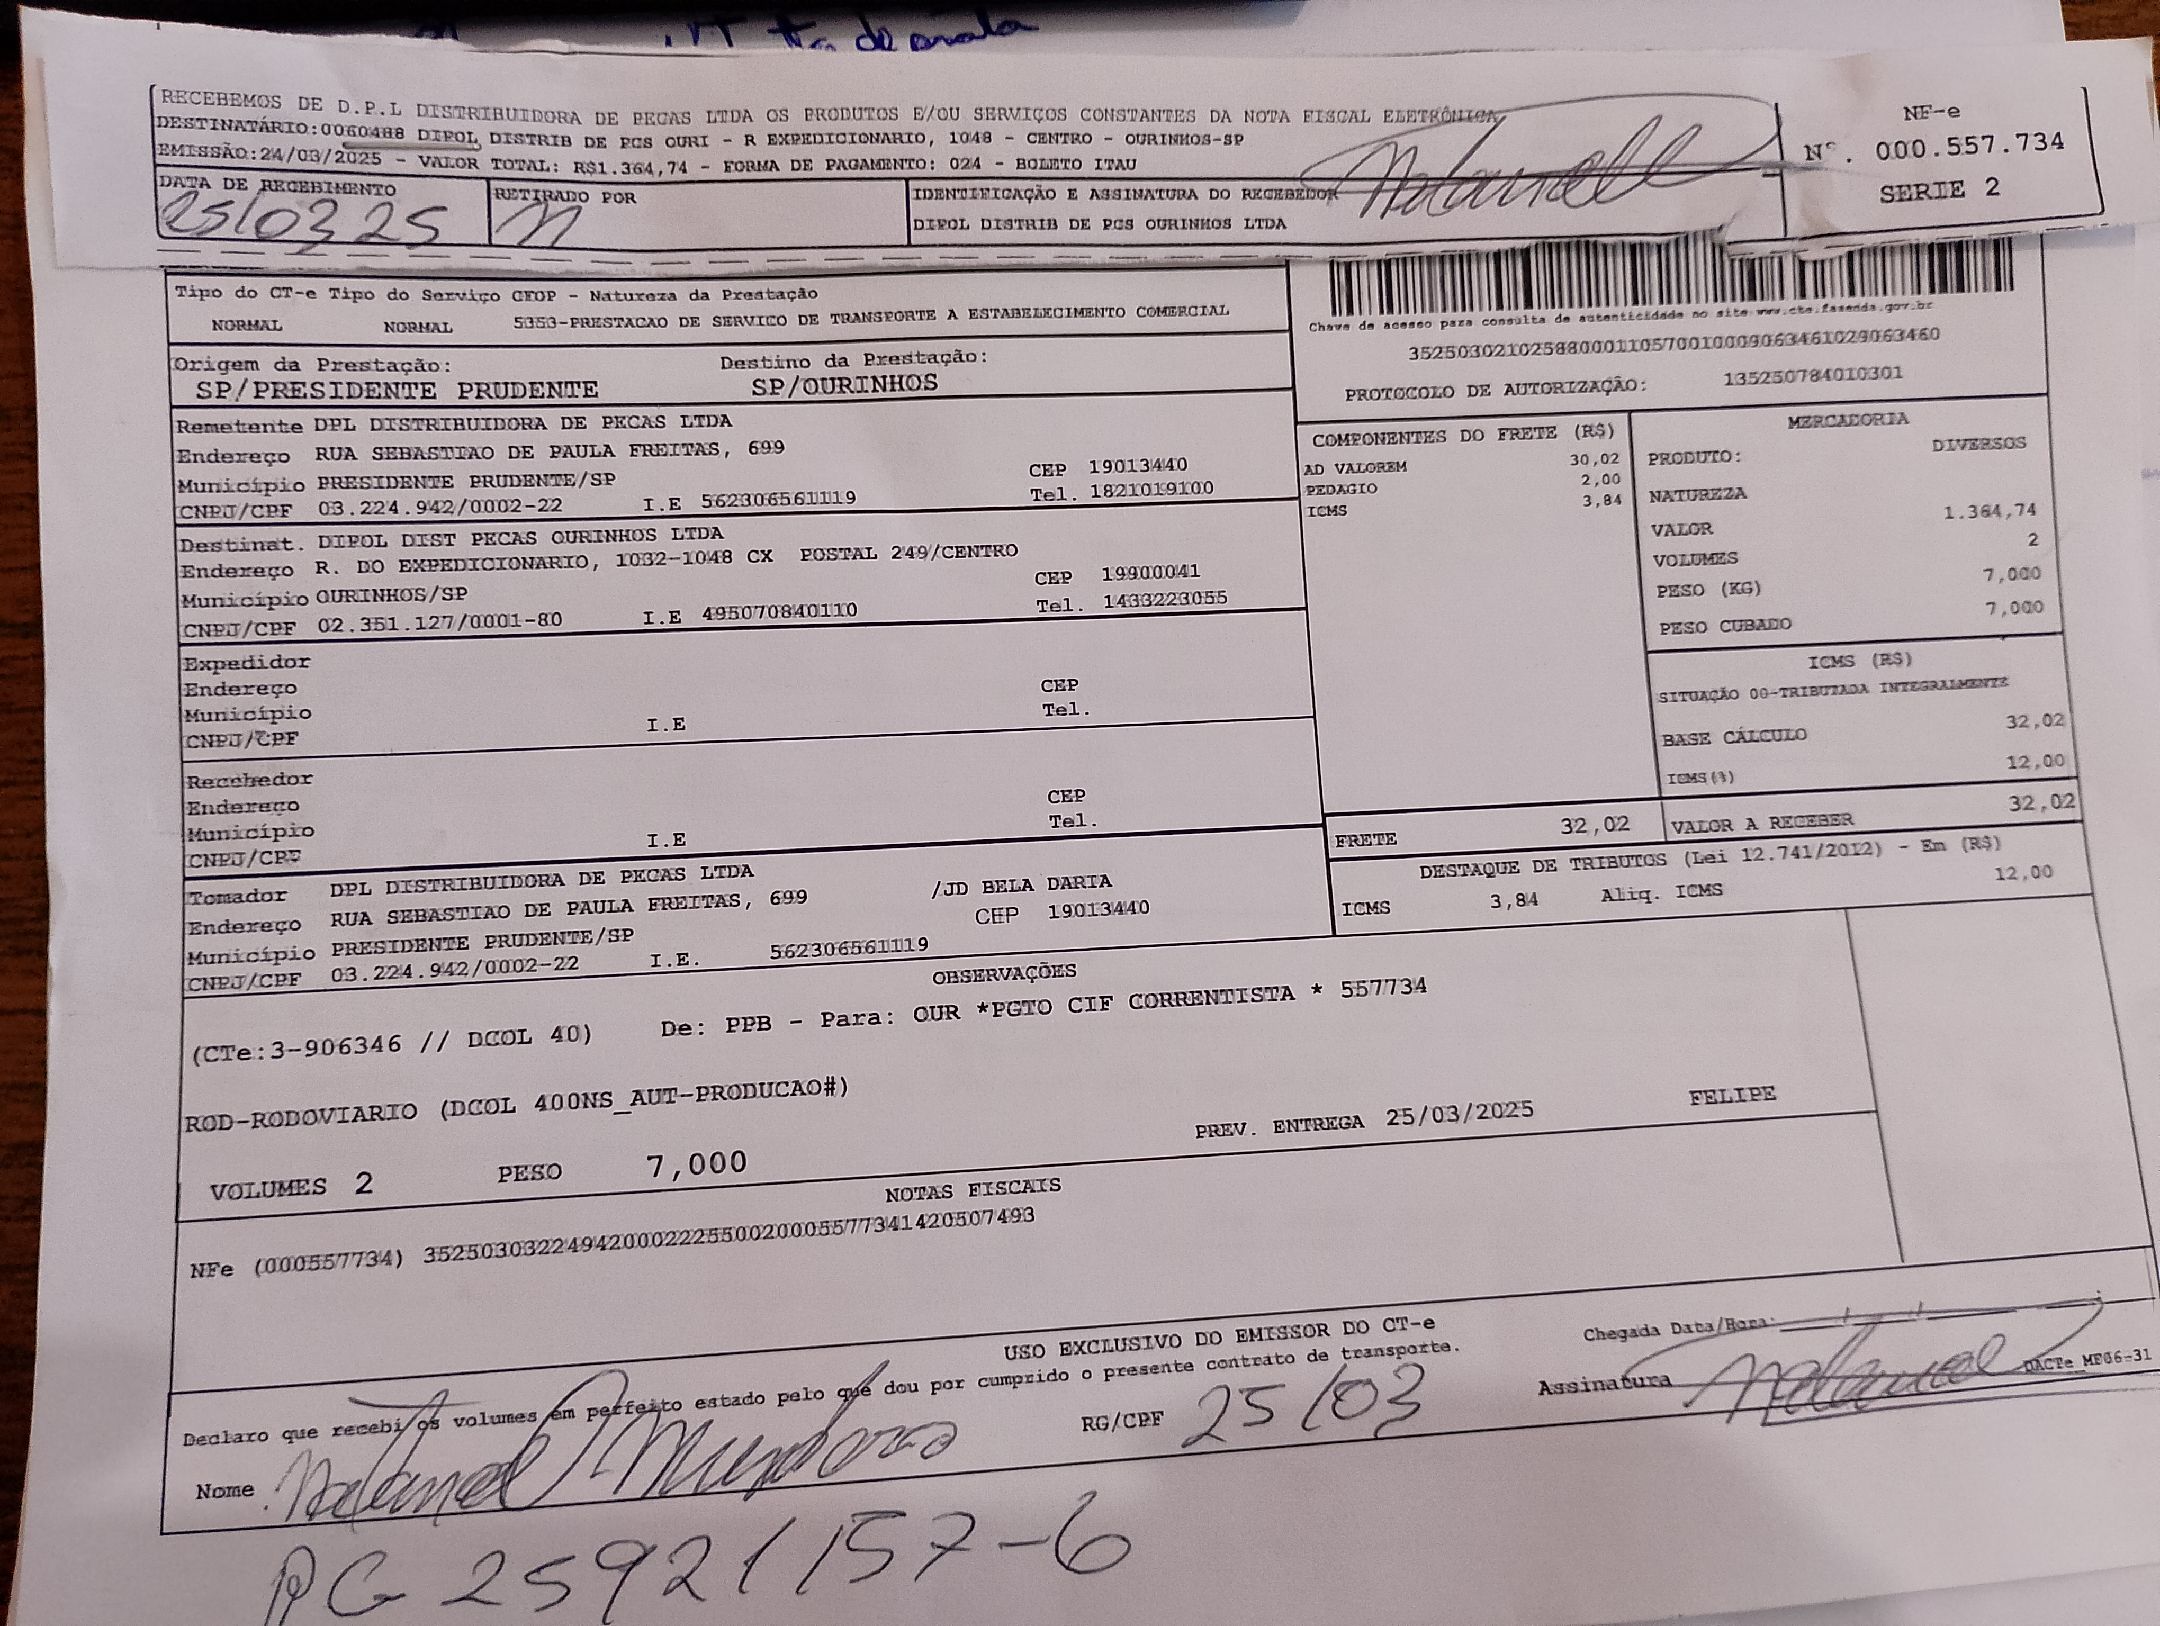 RECEBEMOS DE D.P.L DISTRIBUIDORA DE PECAS LTDA OS PRODUTOS E/OU SERVIÇOS CONSTANTES DA NOTA FISCAL ELETRÔNICA
DESTINATÁRIO:0060488 DIPOL DISTRIB DE PCS OURI - R EXPEDICIONARIO, 1048 - CENTRO - OURINHOS-SP
EMISSÃO:24/03/2025 - VALOR TOTAL: R$1.364,74 - FORMA DE PAGAMENTO: 024 - BOLETO ITAU
NF-e
Nº. 000.557.734
SERIE 2
DATA DE RECEBIMENTO
25/03 25
RETIRADO POR
IDENTIFICAÇÃO E ASSINATURA DO RECEBEDOR
DIPOL DISTRIB DE PCS OURINHOS LTDA
Tipo do CT-e Tipo do Serviço CFOP - Natureza da Prestação
NORMAL NORMAL 5353-PRESTACAO DE SERVICO DE TRANSPORTE A ESTABELECIMENTO COMERCIAL
Origem da Prestação: Destino da Prestação:
SP/PRESIDENTE PRUDENTE SP/OURINHOS
Chave de acesso para consulta de autenticidade no site www.cte.fazenda.gov.br
35250302102588000110570010009063461029063460
PROTOCOLO DE AUTORIZAÇÃO: 135250784010301
Remetente DPL DISTRIBUIDORA DE PECAS LTDA
Endereço RUA SEBASTIAO DE PAULA FREITAS, 699
Município PRESIDENTE PRUDENTE/SP CEP 19013440
CNPJ/CPF 03.224.942/0002-22 I.E 562306561119 Tel. 1821019100
Destinat. DIPOL DIST PECAS OURINHOS LTDA
Endereço R. DO EXPEDICIONARIO, 1032-1048 CX POSTAL 249/CENTRO
Município OURINHOS/SP CEP 19900041
CNPJ/CPF 02.351.127/0001-80 I.E 495070840110 Tel. 1433223055
Expedidor
Endereço
Município CEP
CNPJ/CPF I.E Tel.
Recebedor
Endereço
Município CEP
CNPJ/CPF I.E Tel.
Tomador DPL DISTRIBUIDORA DE PECAS LTDA
Endereço RUA SEBASTIAO DE PAULA FREITAS, 699 /JD BELA DARIA
Município PRESIDENTE PRUDENTE/SP CEP 19013440
CNPJ/CPF 03.224.942/0002-22 I.E. 562306561119
COMPONENTES DO FRETE (R$)
AD VALOREM 30,02
PEDAGIO 2,00
ICMS 3,84
MERCADORIA
PRODUTO: DIVERSOS
NATUREZA
VALOR 1.364,74
VOLUMES 2
PESO (KG) 7,000
PESO CUBADO 7,000
ICMS (R$)
SITUAÇÃO 00-TRIBUTADA INTEGRALMENTE
BASE CÁLCULO 32,02
ICMS(%) 12,00
FRETE 32,02 VALOR A RECEBER 32,02
DESTAQUE DE TRIBUTOS (Lei 12.741/2012) - Em (R$)
ICMS 3,84 Aliq. ICMS 12,00
OBSERVAÇÕES
(CTe:3-906346 // DCOL 40) De: PPB - Para: OUR *PGTO CIF CORRENTISTA * 557734
ROD-RODOVIARIO (DCOL 400NS_AUT-PRODUCAO#)
PREV. ENTREGA 25/03/2025 FELIPE
VOLUMES 2 PESO 7,000
NOTAS FISCAIS
NFe (000557734) 35250303224942000222550020005577341420507493
USO EXCLUSIVO DO EMISSOR DO CT-e
Chegada Data/Hora:
Declaro que recebi os volumes em perfeito estado pelo que dou por cumprido o presente contrato de transporte.
DACTe_MF06-31
Nome RG/CPF 25/03 Assinatura
RG 25921157-6